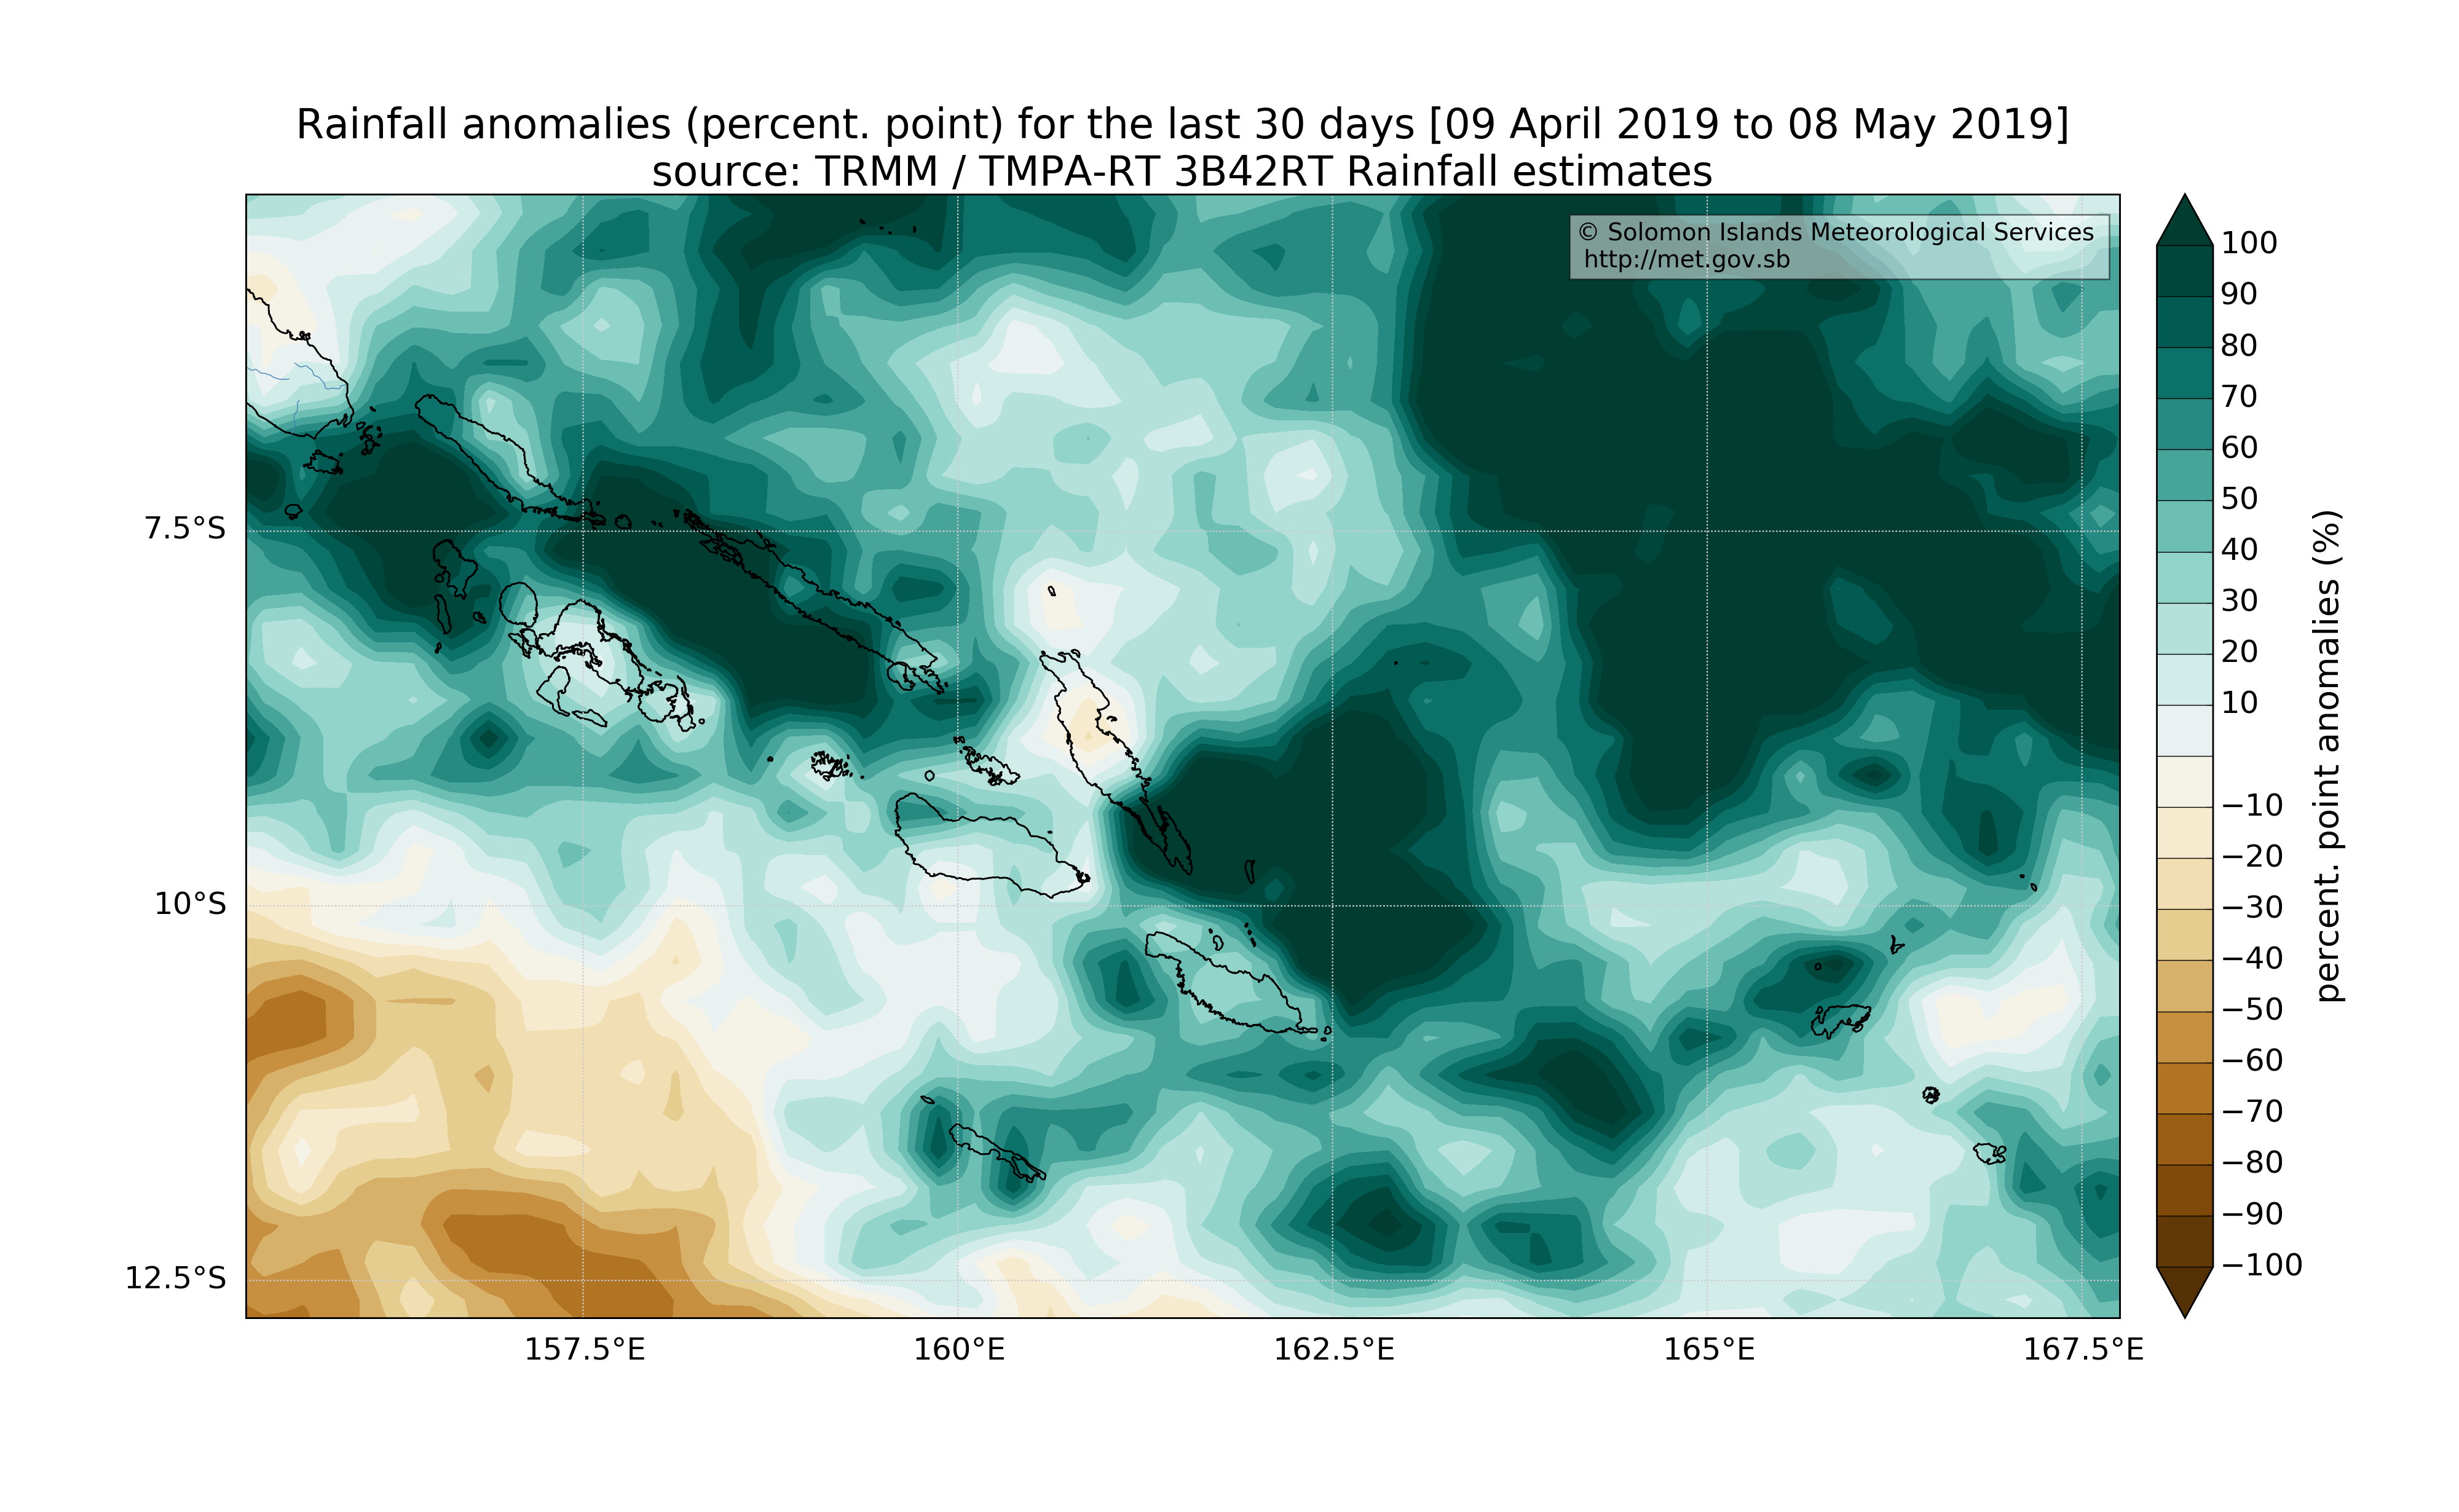 Rainfall anomalies (percent. point) for the last 30 days [09 April 2019 to 08 May 2019]
source: TRMM / TMPA-RT 3B42RT Rainfall estimates
© Solomon Islands Meteorological Services
http://met.gov.sb
7.5°S
10°S
12.5°S
157.5°E
160°E
162.5°E
165°E
167.5°E
100
90
80
70
60
50
40
30
20
10
−10
−20
−30
−40
−50
−60
−70
−80
−90
−100
percent. point anomalies (%)